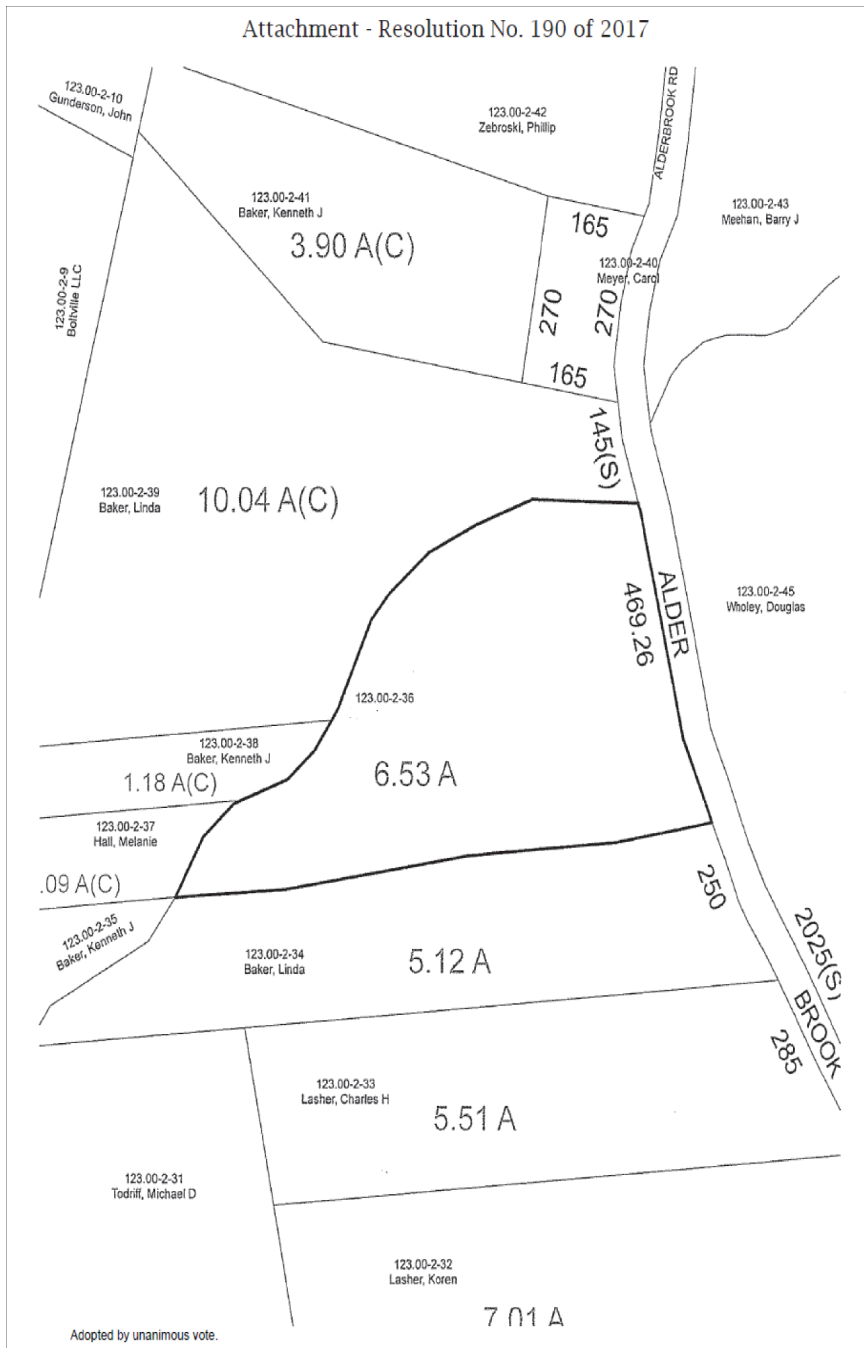 Attachment - Resolution No. 190 of 2017
123.00-2-10
Gunderson, John
123.00-2-42
Zebroski, Phillip
ALDERBROOK RD
123.00-2-41
Baker, Kenneth J
3.90 A(C)
165
123.00-2-43
Meehan, Barry J
123.00-2-40
Meyer, Carol
123.00-2-9
Boltville LLC
270
270
165
145(S)
123.00-2-39
Baker, Linda
10.04 A(C)
ALDER
469.26
123.00-2-45
Wholey, Douglas
123.00-2-36
123.00-2-38
Baker, Kenneth J
1.18 A(C)
6.53 A
123.00-2-37
Hall, Melanie
.09 A(C)
250
123.00-2-35
Baker, Kenneth J
123.00-2-34
Baker, Linda
5.12 A
2025(S)
BROOK
285
123.00-2-33
Lasher, Charles H
5.51 A
123.00-2-31
Todriff, Michael D
123.00-2-32
Lasher, Koren
7.01 A
Adopted by unanimous vote.